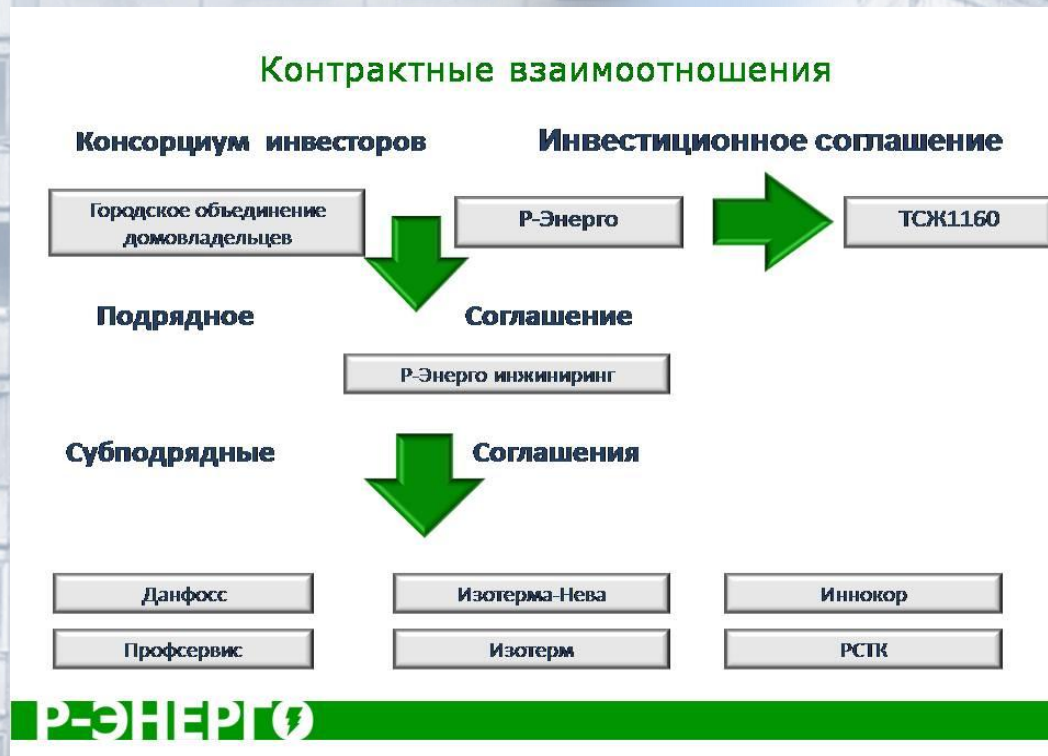 Контрактные взаимоотношения
Консорциум инвесторов
Инвестиционное соглашение
Городское объединение
домовладельцев
Р-Энерго
ТСЖ1160
Подрядное
Соглашение
Р-Энерго инжиниринг
Субподрядные
Соглашения
Данфосс
Изотерма-Нева
Иннокор
Профсервис
Изотерм
РСТК
Р-ЭНЕРГО